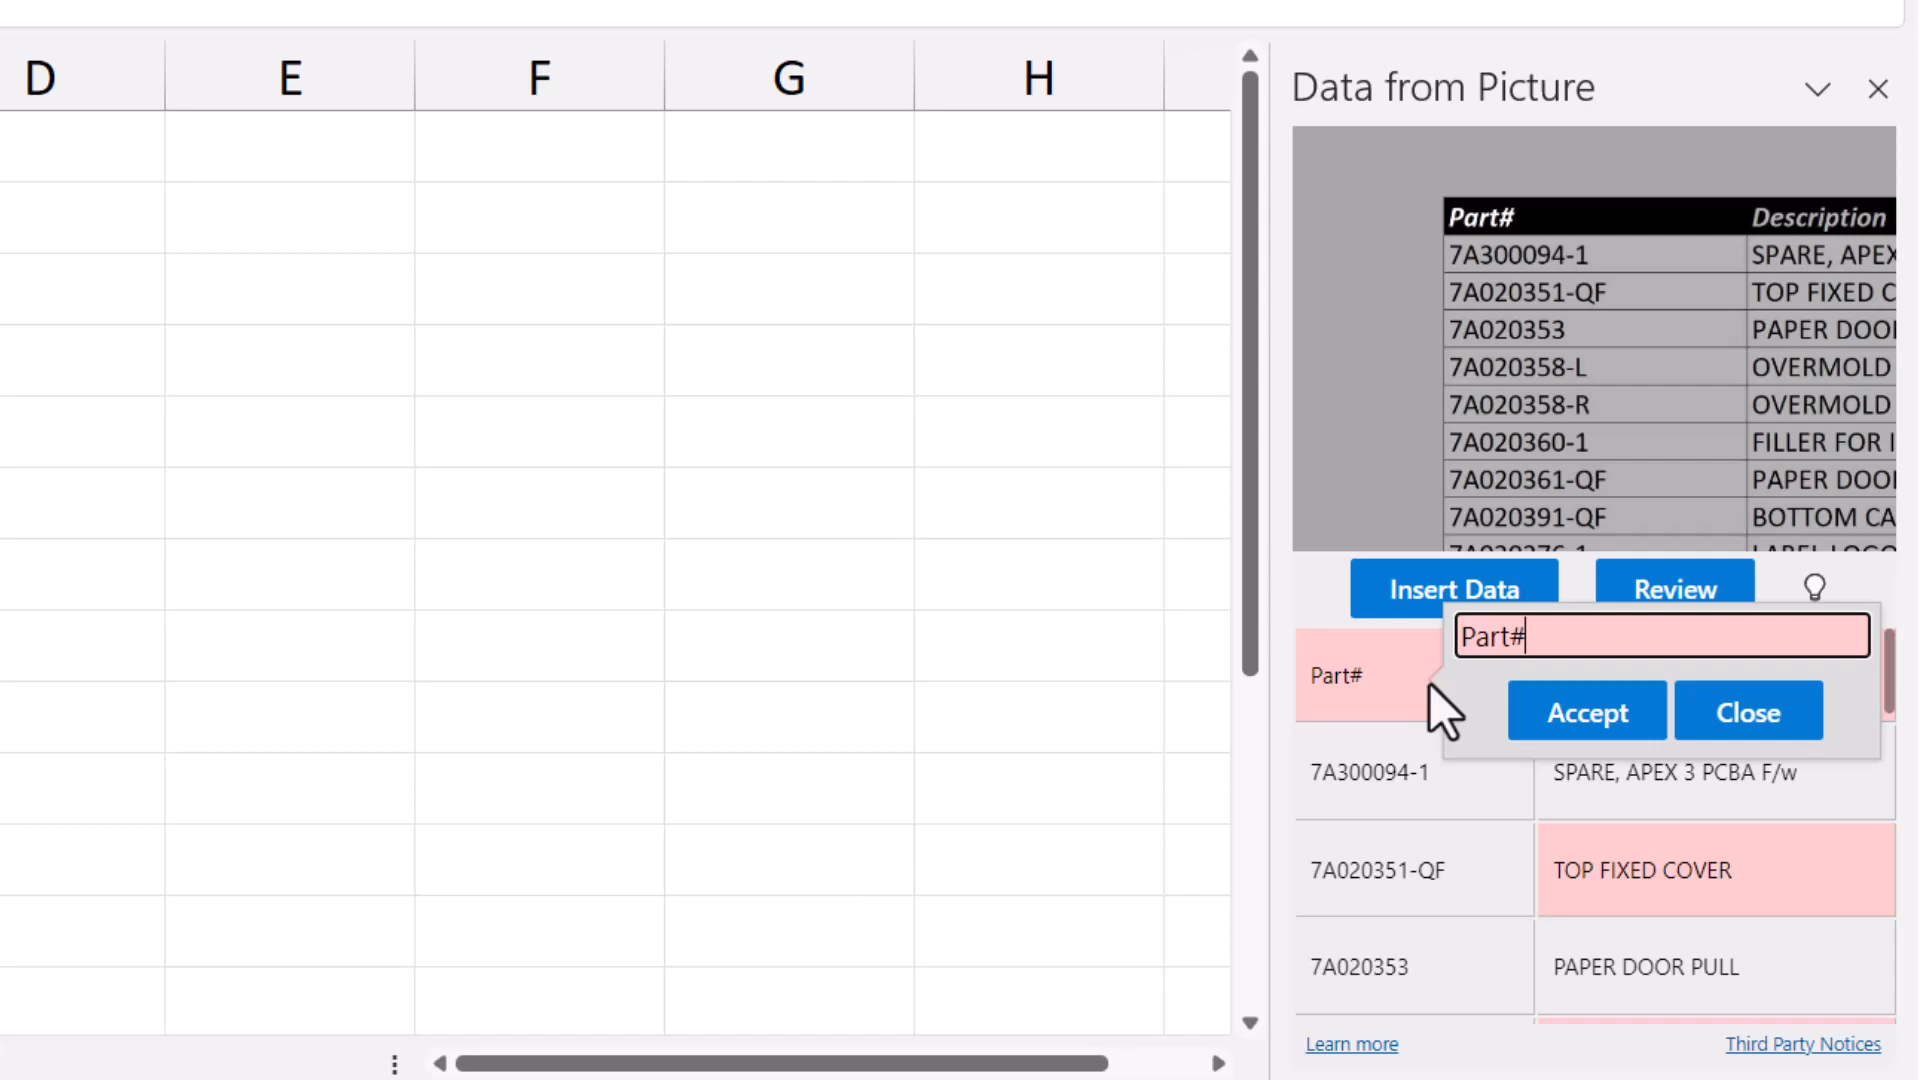 D E F G H
Data from Picture
Part# Description
7A300094-1 SPARE, APEX
7A020351-QF TOP FIXED C
7A020353 PAPER DOO
7A020358-L OVERMOLD
7A020358-R OVERMOLD
7A020360-1 FILLER FOR I
7A020361-QF PAPER DOO
7A020391-QF BOTTOM CA
Insert Data Review
Part#
Part#
Accept Close
7A300094-1 SPARE, APEX 3 PCBA F/w
7A020351-QF TOP FIXED COVER
7A020353 PAPER DOOR PULL
Learn more Third Party Notices